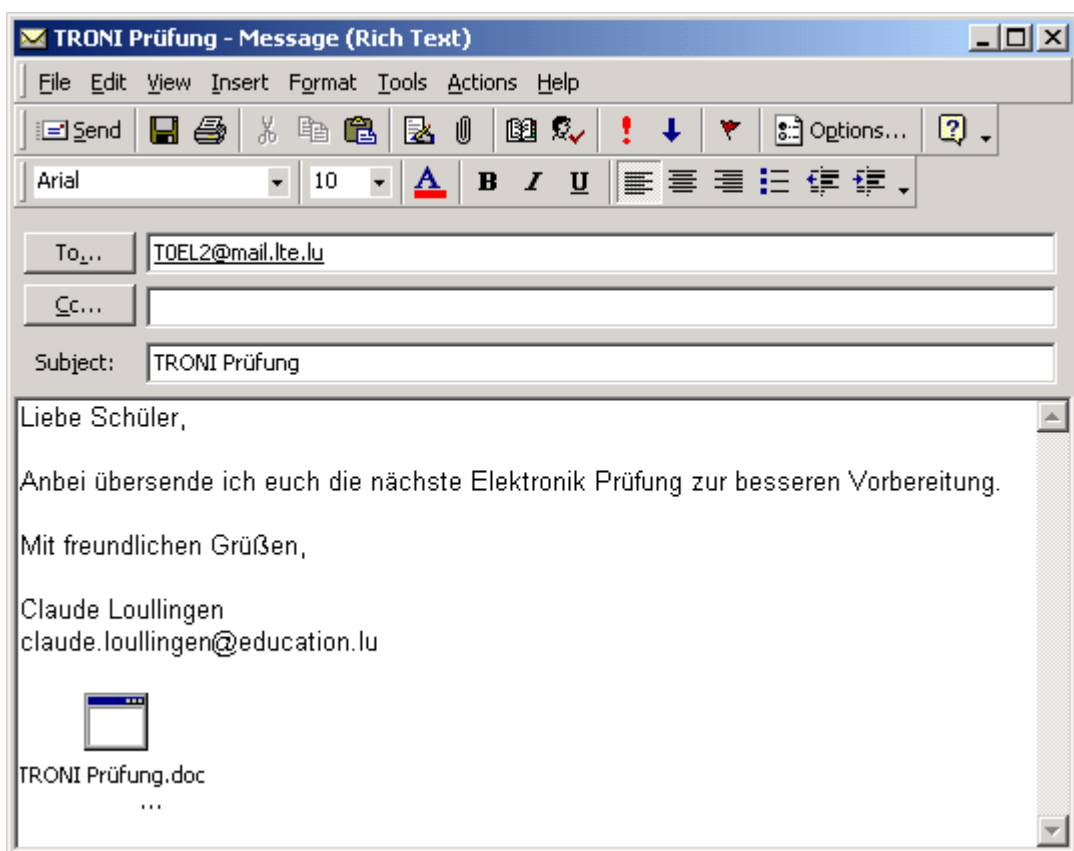 TRONI Prüfung - Message (Rich Text)
File Edit View Insert Format Tools Actions Help
Send Options...
Arial 10 A B I U
To... T0EL2@mail.lte.lu
Cc...
Subject: TRONI Prüfung
Liebe Schüler,
Anbei übersende ich euch die nächste Elektronik Prüfung zur besseren Vorbereitung.
Mit freundlichen Grüßen,
Claude Loullingen
claude.loullingen@education.lu
TRONI Prüfung.doc
...